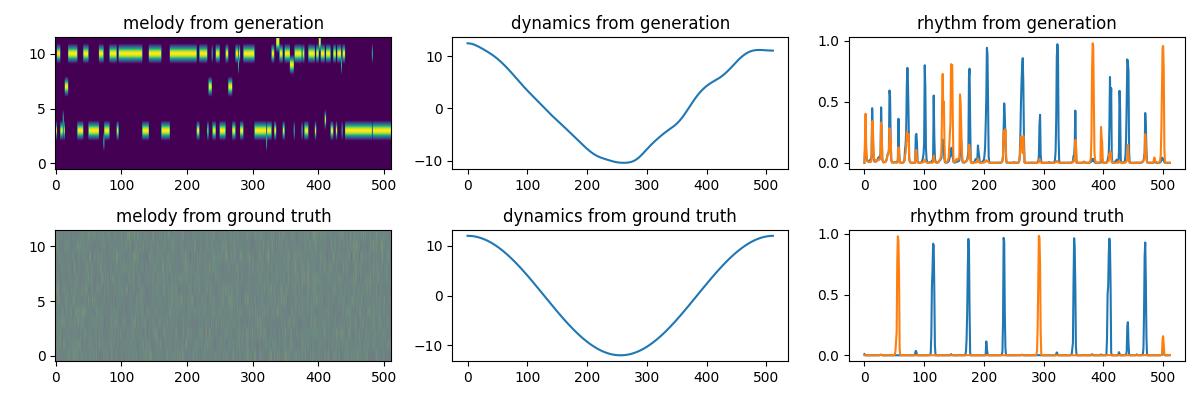 melody from generation
10
5
0
0 100 200 300 400 500
dynamics from generation
10
0
−10
0 100 200 300 400 500
rhythm from generation
1.0
0.5
0.0
0 100 200 300 400 500
melody from ground truth
10
5
0
0 100 200 300 400 500
dynamics from ground truth
10
0
−10
0 100 200 300 400 500
rhythm from ground truth
1.0
0.5
0.0
0 100 200 300 400 500